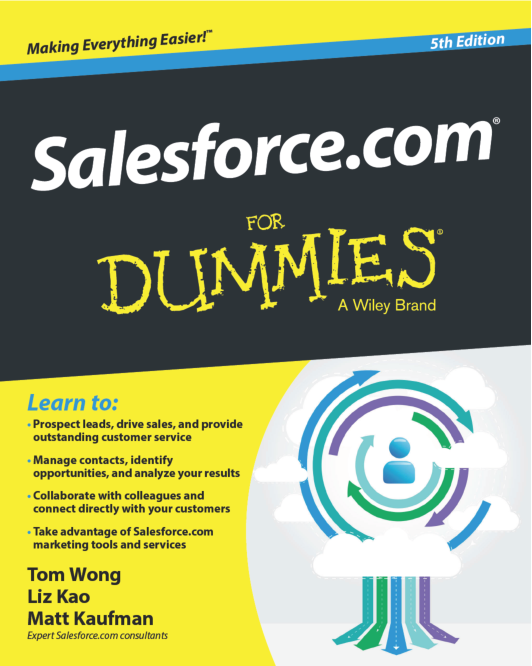 Making Everything Easier!™
5th Edition
Salesforce.com®
FOR
DUMMIES®
A Wiley Brand
Learn to:
• Prospect leads, drive sales, and provide
outstanding customer service
• Manage contacts, identify
opportunities, and analyze your results
• Collaborate with colleagues and
connect directly with your customers
• Take advantage of Salesforce.com
marketing tools and services
Tom Wong
Liz Kao
Matt Kaufman
Expert Salesforce.com consultants